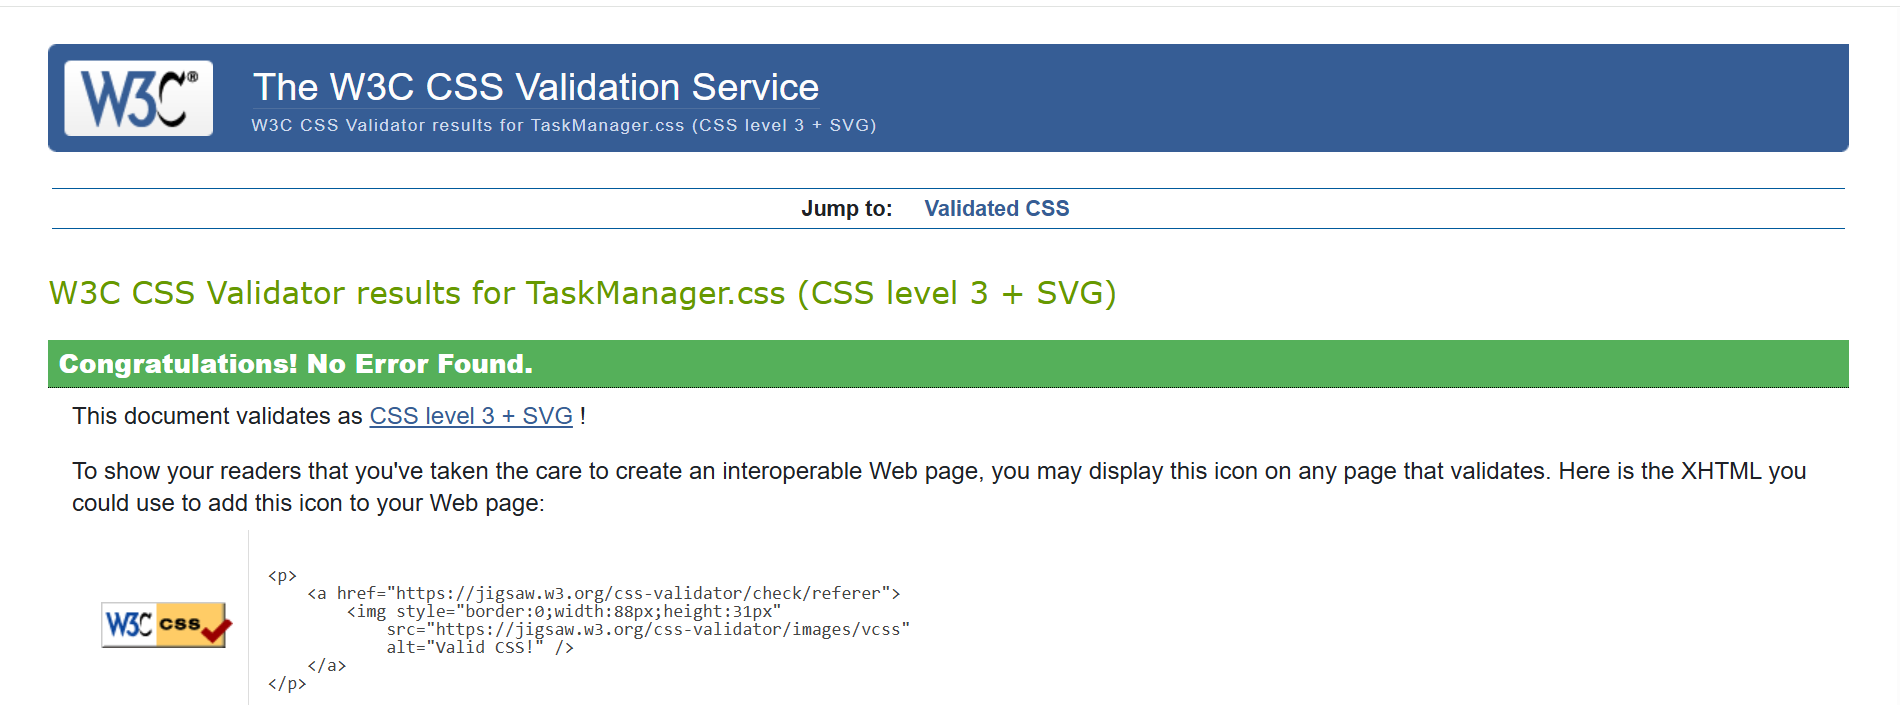 W3C®
The W3C CSS Validation Service
W3C CSS Validator results for TaskManager.css (CSS level 3 + SVG)
Jump to: Validated CSS
W3C CSS Validator results for TaskManager.css (CSS level 3 + SVG)
Congratulations! No Error Found.
This document validates as CSS level 3 + SVG !
To show your readers that you've taken the care to create an interoperable Web page, you may display this icon on any page that validates. Here is the XHTML you
could use to add this icon to your Web page:
W3C css
<p>
    <a href="https://jigsaw.w3.org/css-validator/check/referer">
        <img style="border:0;width:88px;height:31px"
            src="https://jigsaw.w3.org/css-validator/images/vcss"
            alt="Valid CSS!" />
    </a>
</p>